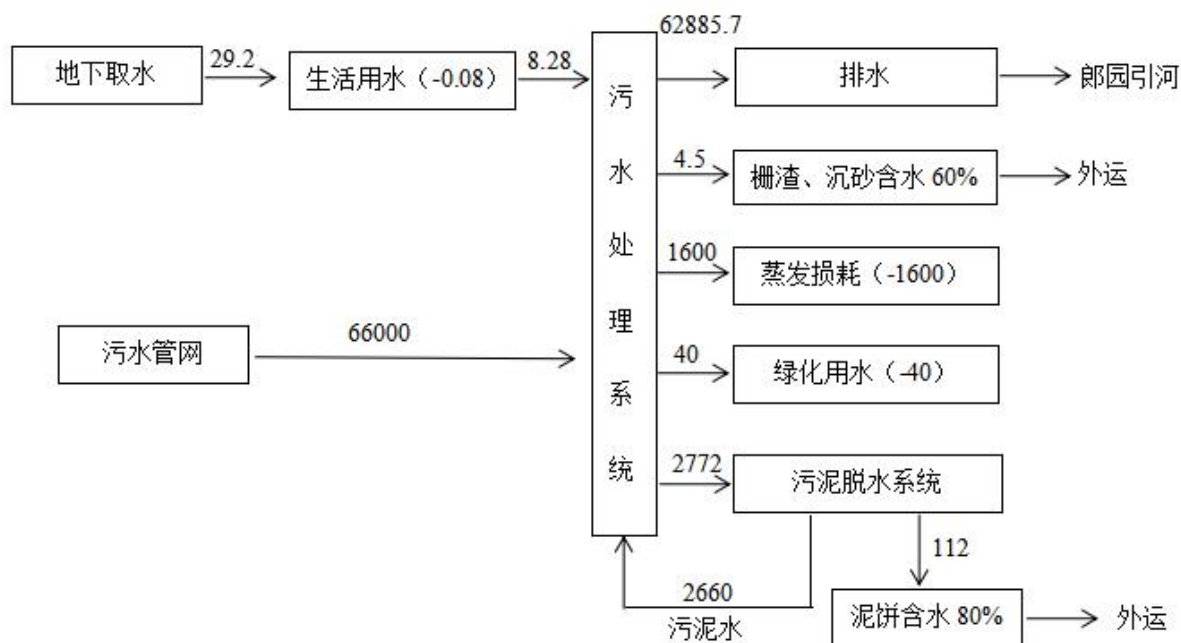 62885.7
地下取水
29.2
生活用水（-0.08）
8.28
污水处理系统
排水
郎园引河
4.5
栅渣、沉砂含水 60%
外运
1600
蒸发损耗（-1600）
污水管网
66000
40
绿化用水（-40）
2772
污泥脱水系统
112
2660
污泥水
泥饼含水 80%
外运